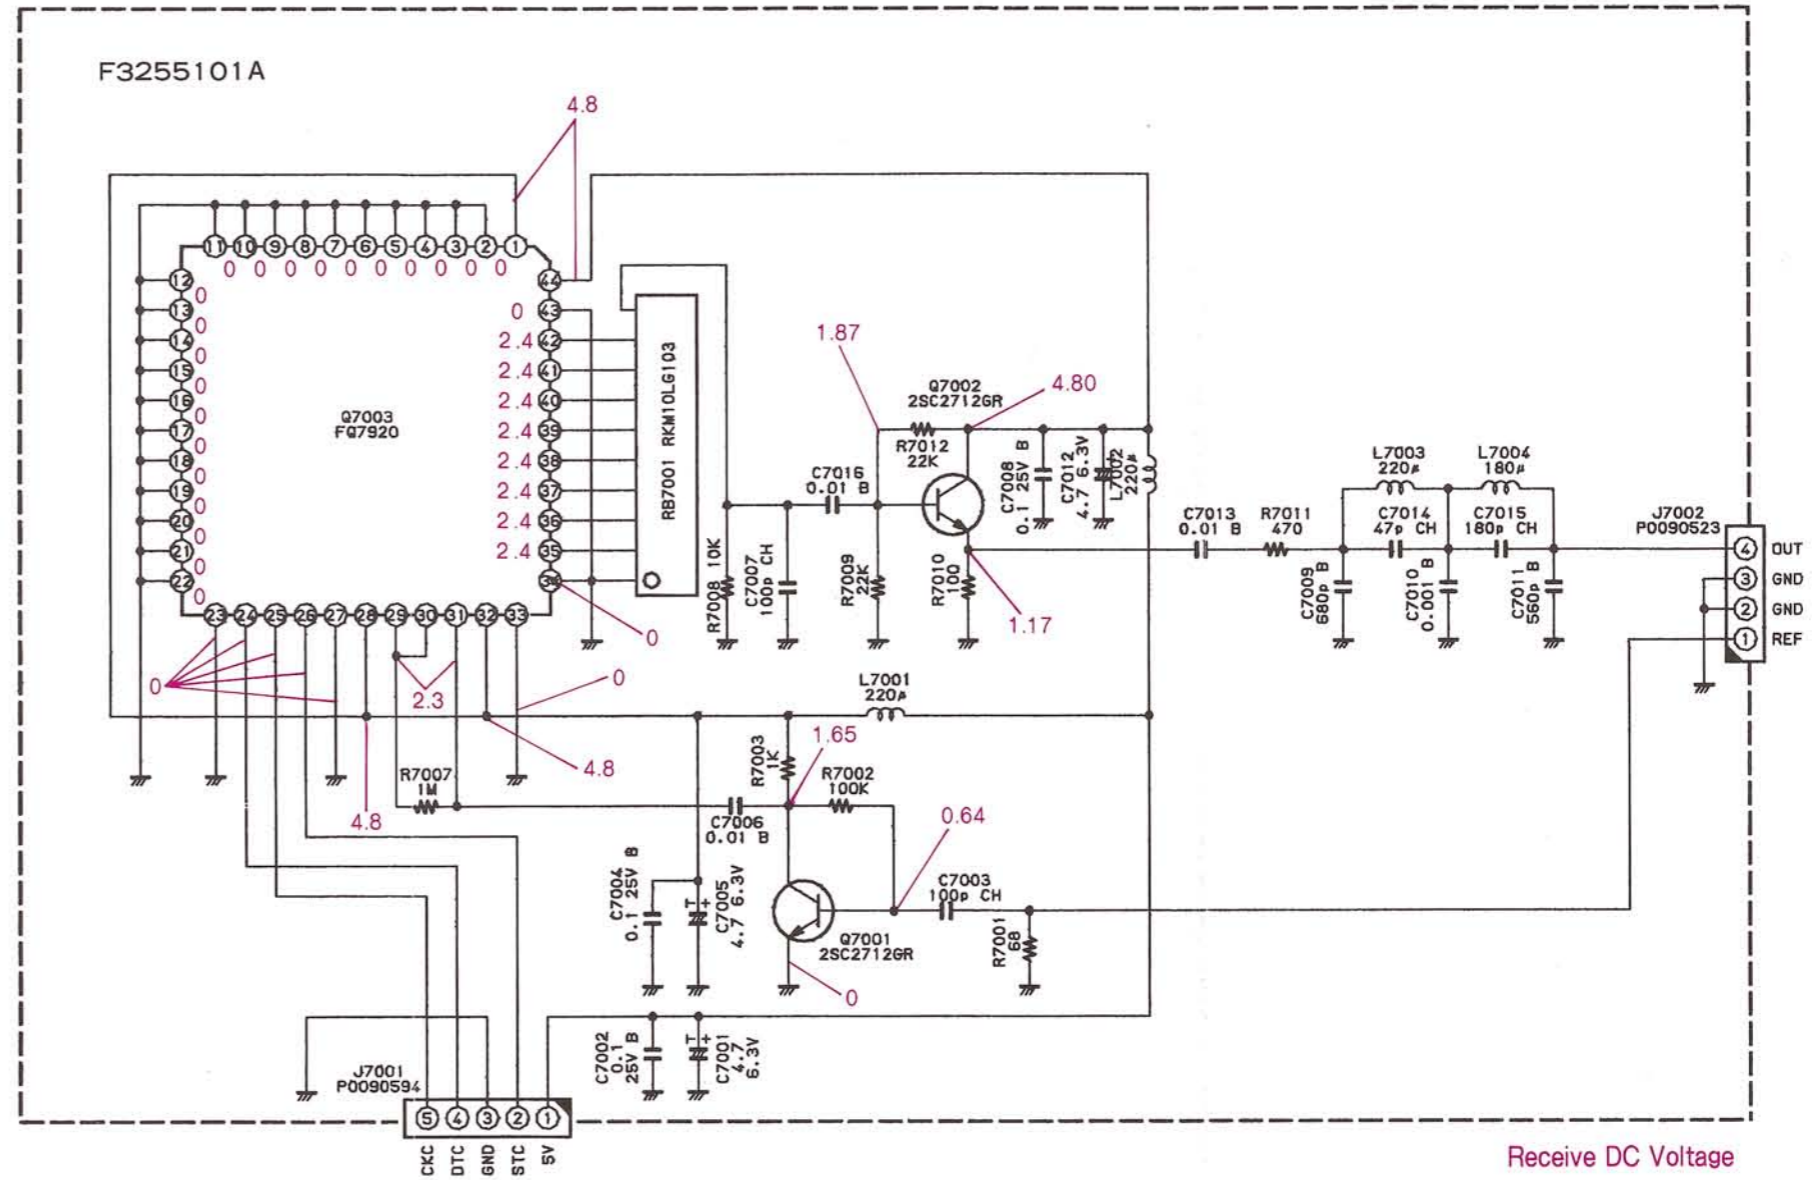 F3255101A
4.8
11 10 9 8 7 6 5 4 3 2 1
0 0 0 0 0 0 0 0 0 0
12
0
13
0
14
0
15
0
16
0
17
0
18
0
19
0
20
0
21
0
22
0
44
0 43
2.4 42
2.4 41
2.4 40
2.4 39
2.4 38
2.4 37
2.4 36
2.4 35
34
0
Q7003
FQ7920
23 24 25 26 27 28 29 30 31 32 33
0
2.3
0
4.8
4.8
RB7001 RKM10LG103
1.87
Q7002
2SC2712GR
4.80
R7012
22K
C7016
0.01 B
R7008 10K
C7007
100p CH
R7009
22K
R7010
100
1.17
C7008
0.1 25V B
C7012
4.7 6.3V
L7002
220μ
C7013
0.01 B
R7011
470
L7003
220μ
L7004
180μ
C7014
47p CH
C7015
180p CH
C7009
680p B
C7010
0.001 B
C7011
560p B
J7002
P0090523
4 OUT
3 GND
2 GND
1 REF
L7001
220μ
R7003
1K
1.65
R7002
100K
R7007
1M
C7006
0.01 B
0.64
C7004
0.1 25V B
C7005
4.7 6.3V
T +
C7003
100p CH
Q7001
2SC2712GR
R7001
68
0
C7002
0.1
25V B
T +
C7001
4.7
6.3V
J7001
P0090594
5 4 3 2 1
CKC
DTC
GND
STC
5V
Receive DC Voltage